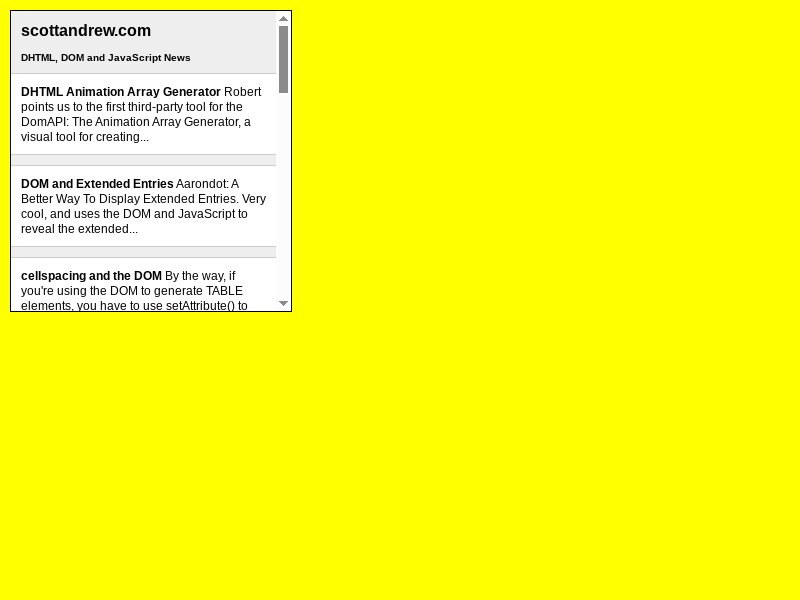 scottandrew.com
DHTML, DOM and JavaScript News
DHTML Animation Array Generator Robert
points us to the first third-party tool for the
DomAPI: The Animation Array Generator, a
visual tool for creating...
DOM and Extended Entries Aarondot: A
Better Way To Display Extended Entries. Very
cool, and uses the DOM and JavaScript to
reveal the extended...
cellspacing and the DOM By the way, if
you're using the DOM to generate TABLE
elements, you have to use setAttribute() to